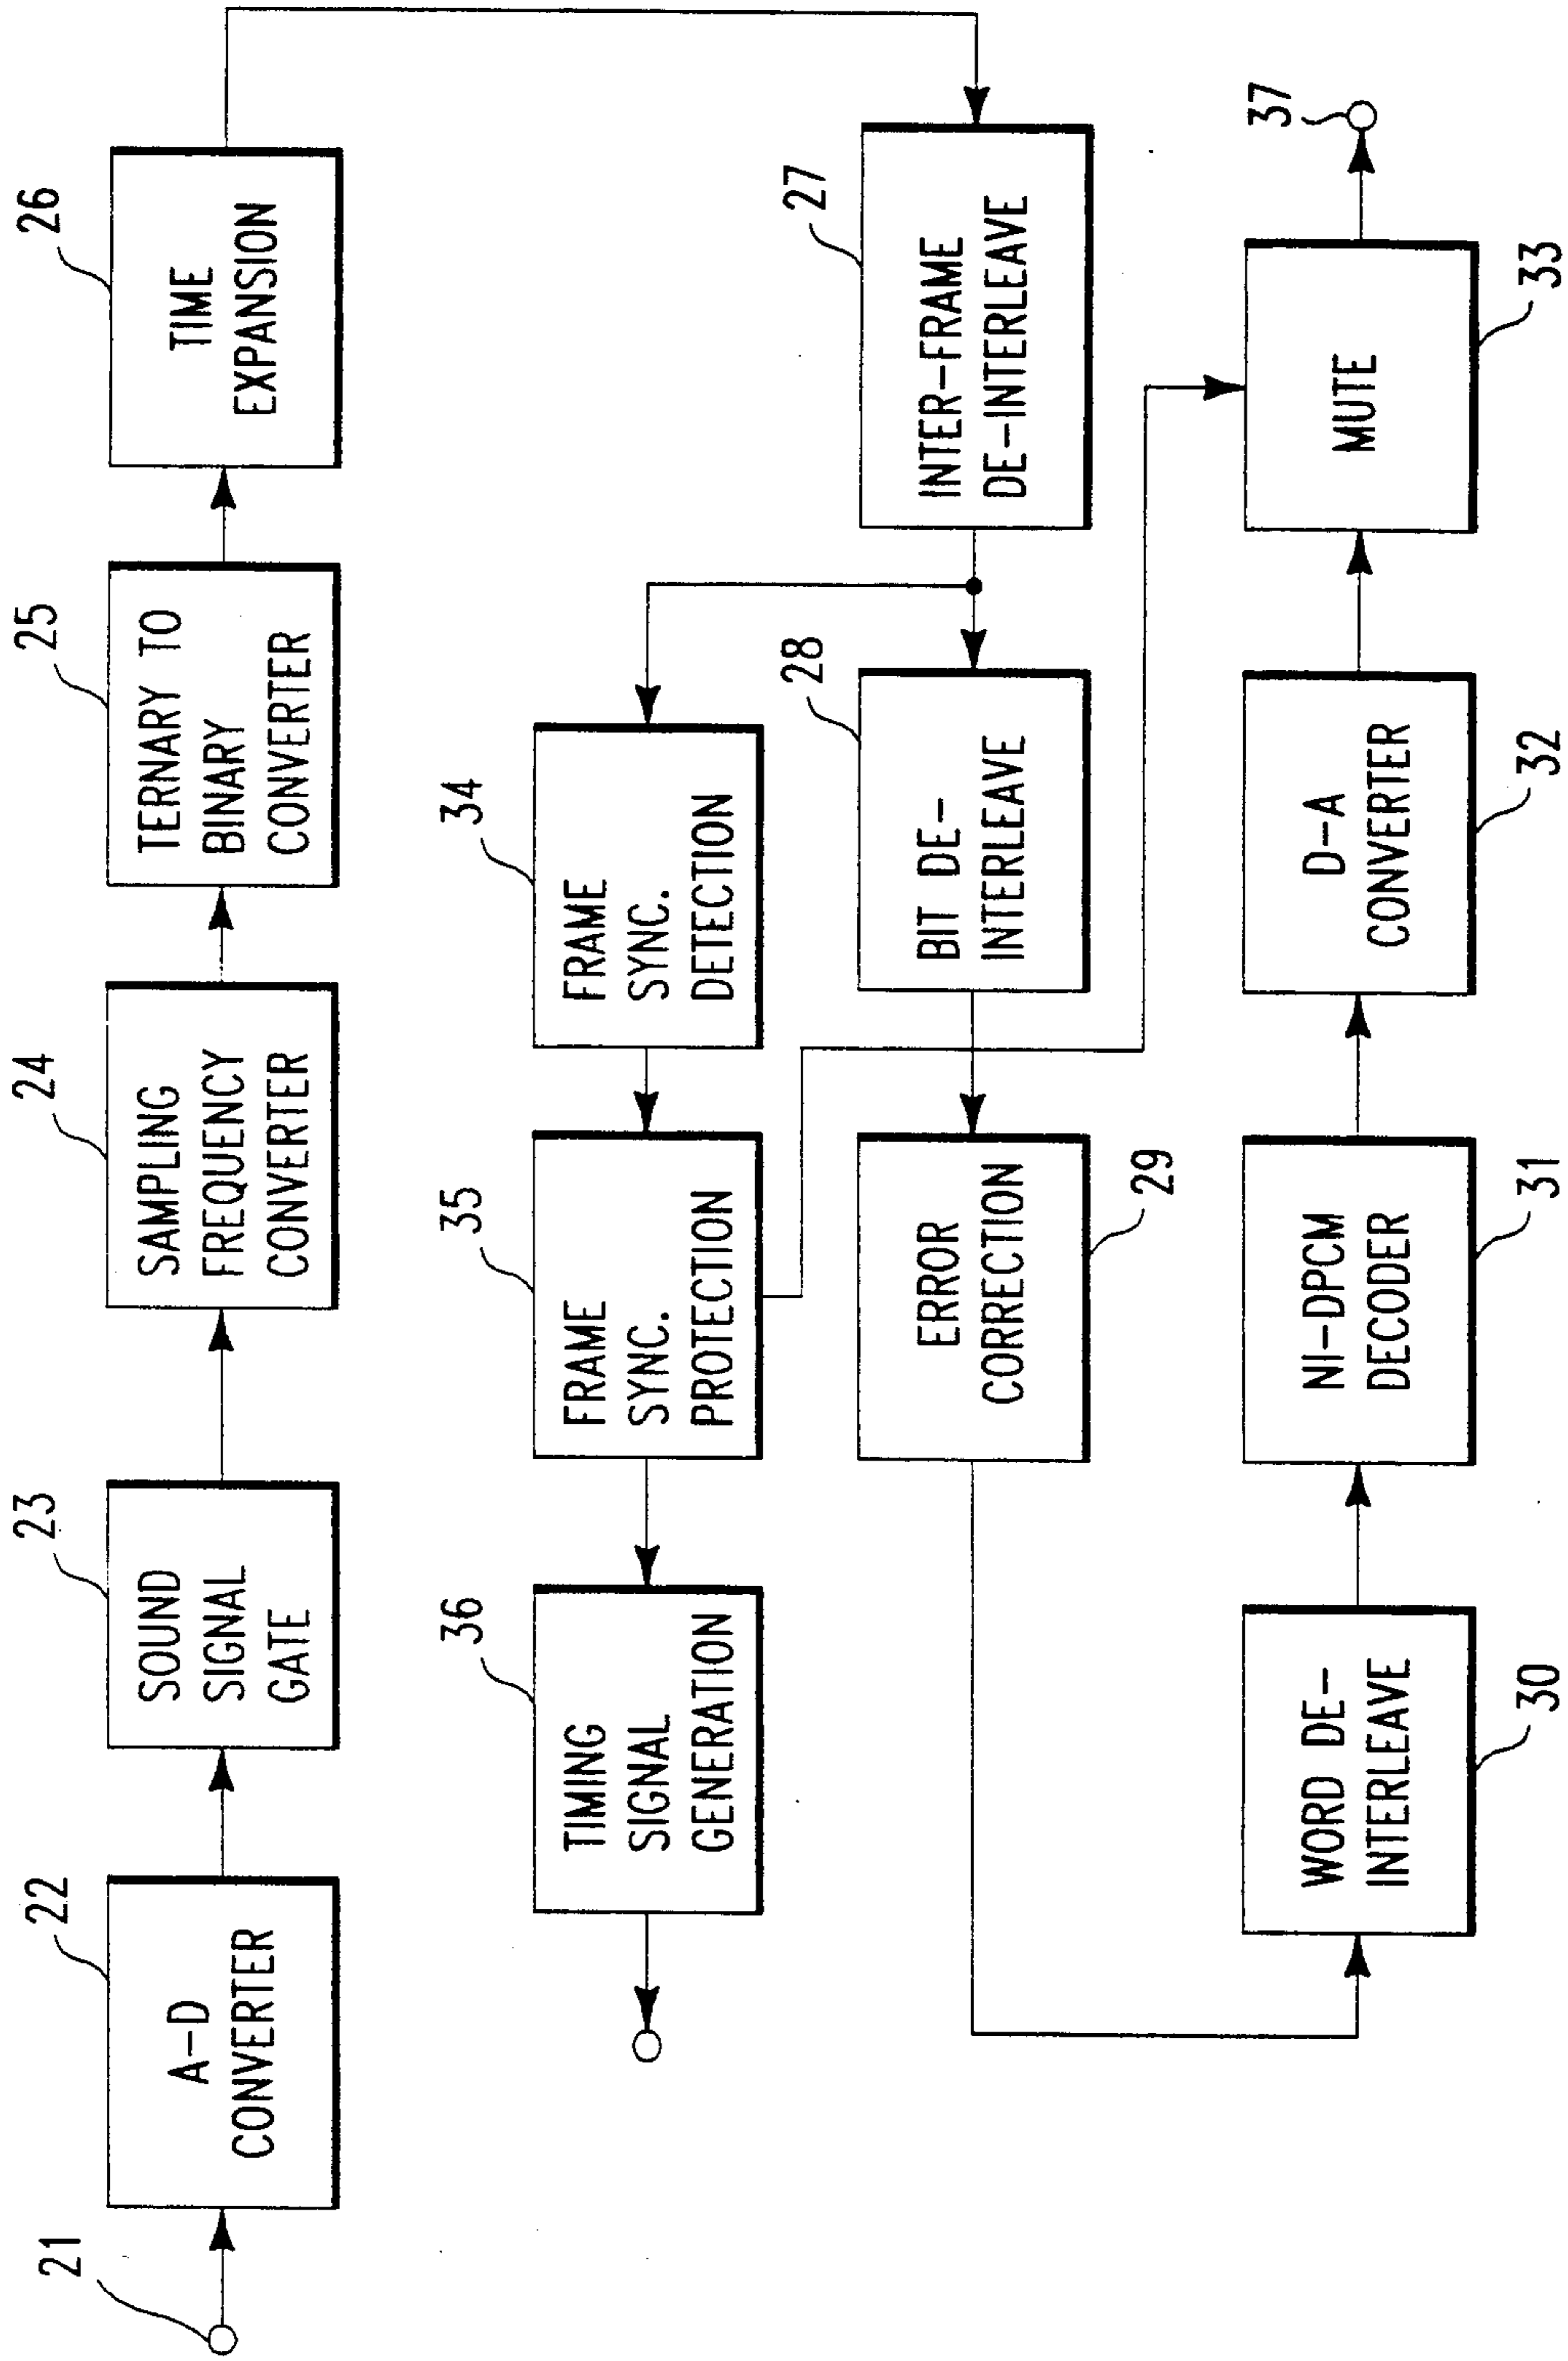 21
22
A-D
CONVERTER
23
SOUND
SIGNAL
GATE
24
SAMPLING
FREQUENCY
CONVERTER
25
TERNARY TO
BINARY
CONVERTER
26
TIME
EXPANSION
36
TIMING
SIGNAL
GENERATION
35
FRAME
SYNC.
PROTECTION
34
FRAME
SYNC.
DETECTION
ERROR
CORRECTION
29
28
BIT DE-
INTERLEAVE
27
INTER-FRAME
DE-INTERLEAVE
WORD DE-
INTERLEAVE
30
NI-DPCM
DECODER
31
D-A
CONVERTER
32
MUTE
33
37